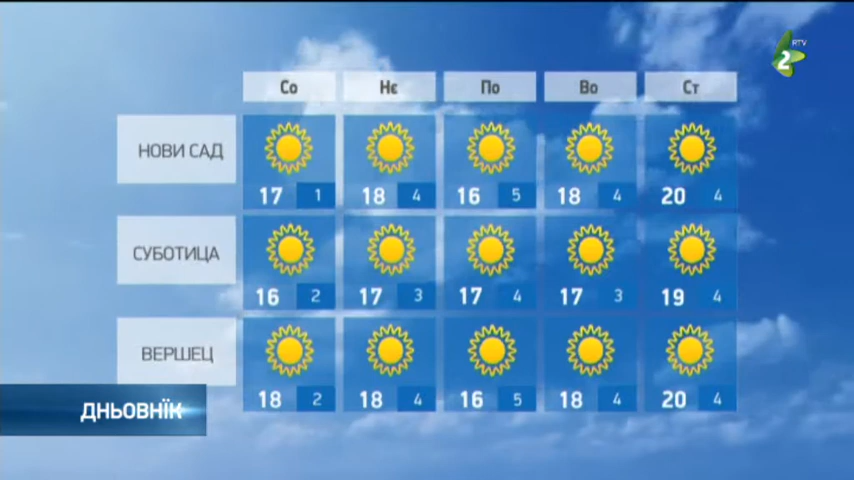 RTV
2
Со Нє По Во Ст
НОВИ САД
17 1 18 4 16 5 18 4 20 4
СУБОТИЦА
16 2 17 3 17 4 17 3 19 4
ВЕРШЕЦ
18 2 18 4 16 5 18 4 20 4
ДНЬОВНЇК